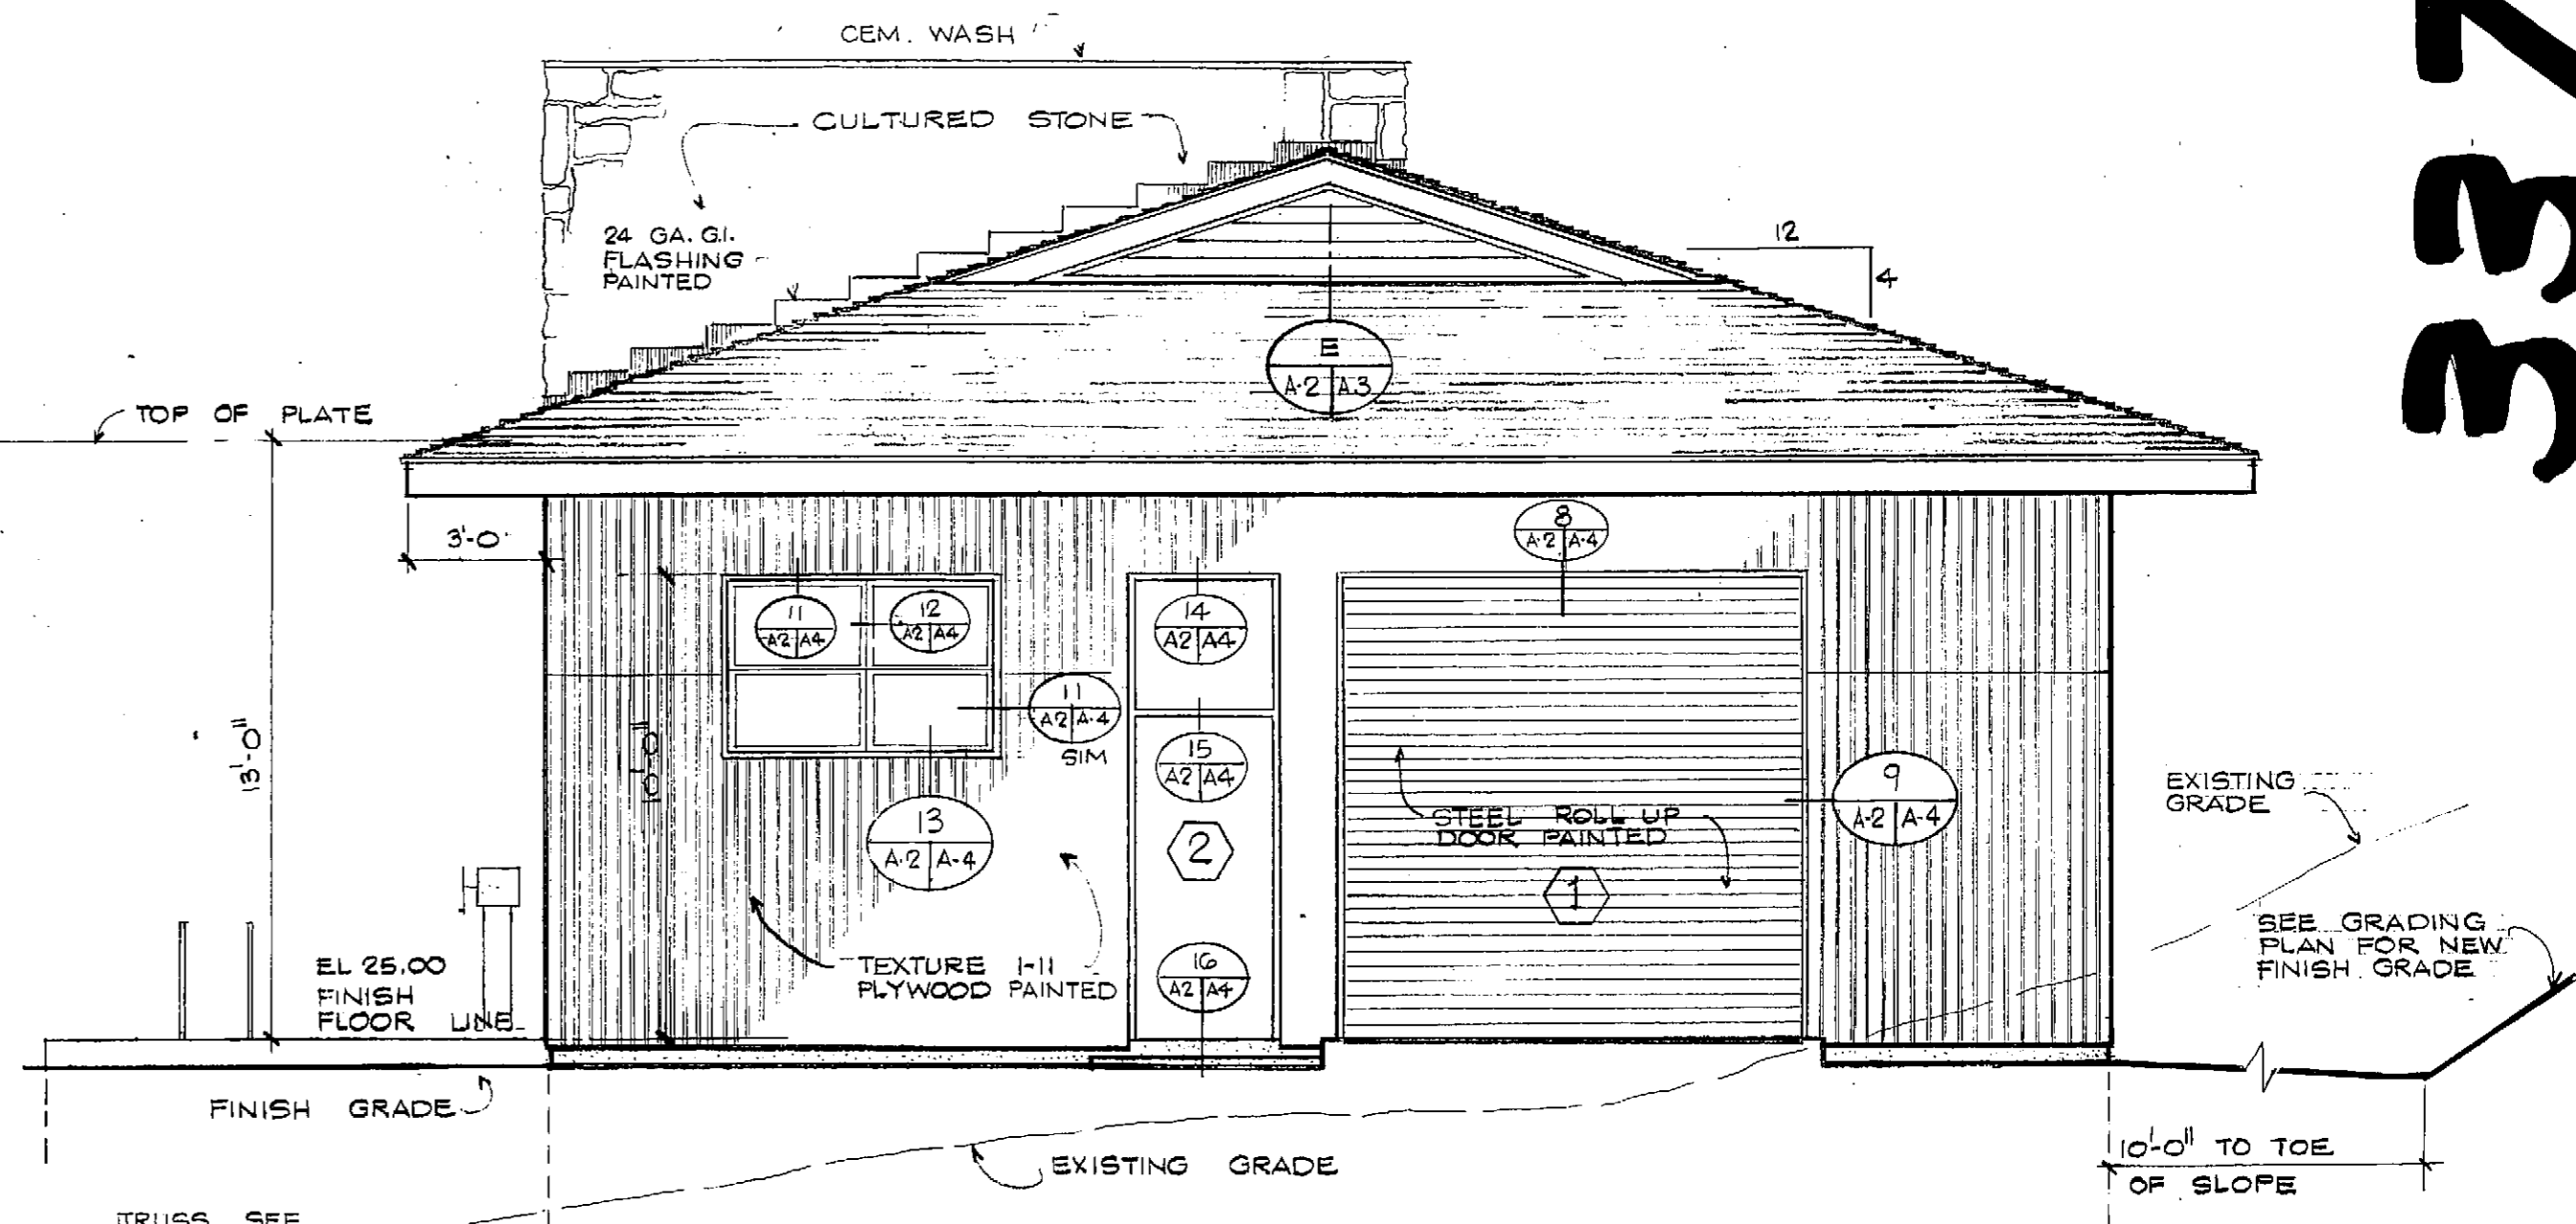 CEM. WASH
337
CULTURED STONE
24 GA. G.I.
FLASHING
PAINTED
12
4
E
A-2 A.3
TOP OF PLATE
3'-0"
8
A-2 A-4
11
A2 A4
12
A2 A4
14
A2 A4
11
A2 A-4
SIM
13'-0"
10'-0"
15
A2 A4
13
A-2 A-4
2
STEEL ROLL UP
DOOR PAINTED
1
9
A-2 A-4
EXISTING
GRADE
SEE GRADING
PLAN FOR NEW
FINISH GRADE
EL 25.00
FINISH
FLOOR LINE
TEXTURE 1-11
PLYWOOD PAINTED
16
A2 A4
FINISH GRADE
EXISTING GRADE
10'-0" TO TOE
OF SLOPE
TRUSS SEE